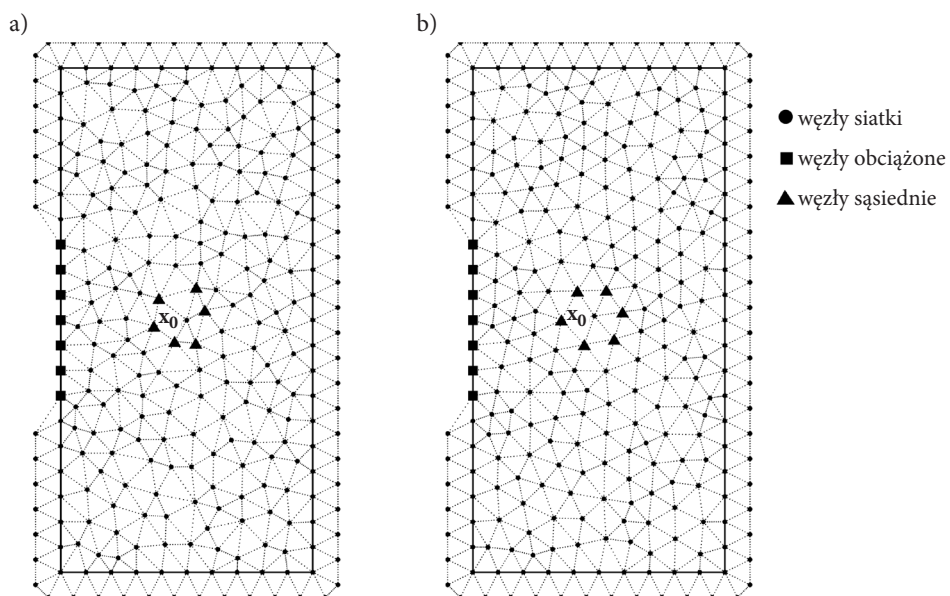 a)
b)
x₀
x₀
węzły siatki
węzły obciążone
węzły sąsiednie